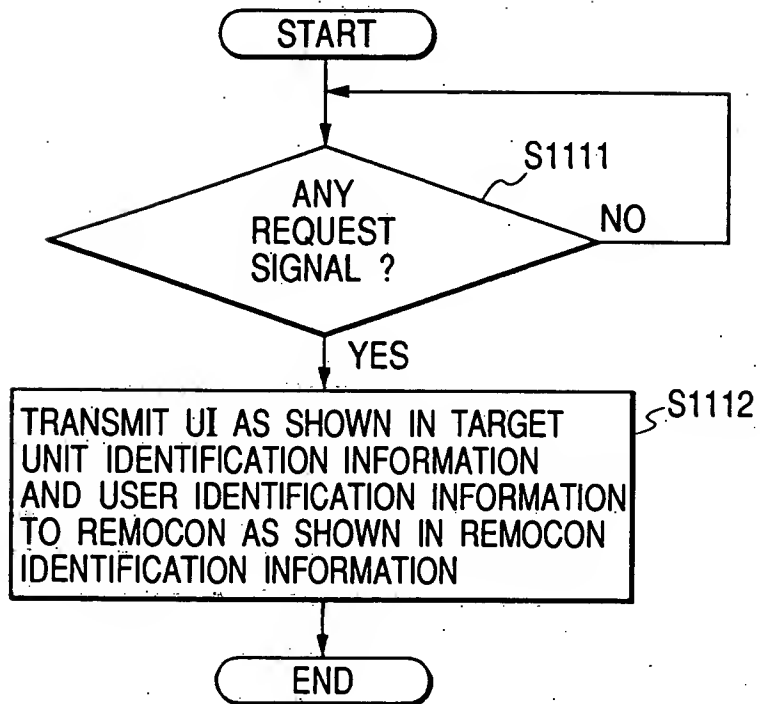 START
S1111
ANY
REQUEST
SIGNAL ?
NO
YES
S1112
TRANSMIT UI AS SHOWN IN TARGET
UNIT IDENTIFICATION INFORMATION
AND USER IDENTIFICATION INFORMATION
TO REMOCON AS SHOWN IN REMOCON
IDENTIFICATION INFORMATION
END